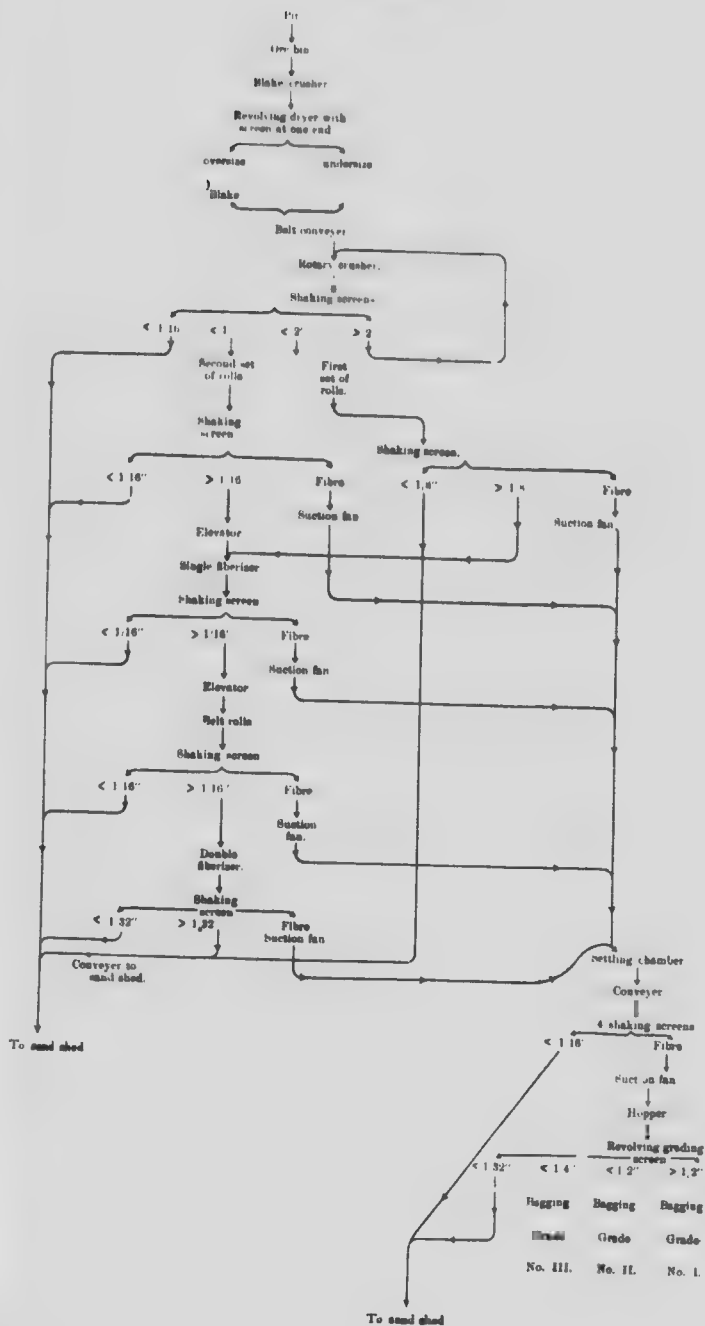 Pit
Ore bin
Blake crusher
Revolving dryer with
screen at one end
oversize undersize
Blake
Belt conveyer
Rotary crusher.
Shaking screens
< 1 16 < 1 < 2' > 2
Second set
of rolls
First
set of
rolls.
Shaking
screen
Shaking screen.
< 1 16" > 1 16 Fibre
< 1/8" > 1 8 Fibre
Suction fan
Suction fan
Elevator
Single fiberizer
Shaking screen
< 1/16" > 1/16' Fibre
Suction fan
Elevator
Belt rolls
Shaking screen
< 1 16" > 1 16' Fibre
Suction
fan.
Double
fiberizer.
Shaking
screen
< 1 32" > 1/32 Fibre
Suction fan
Conveyer to
sand shed.
Settling chamber
Conveyer
4 shaking screens
To sand shed
< 1 16' Fibre
Suction fan
Hopper
Revolving grading
screen
< 1 32" < 1 4" < 1 2" > 1/2"
Bagging Bagging Bagging
Grade Grade
No. III. No. II. No. I.
To sand shed